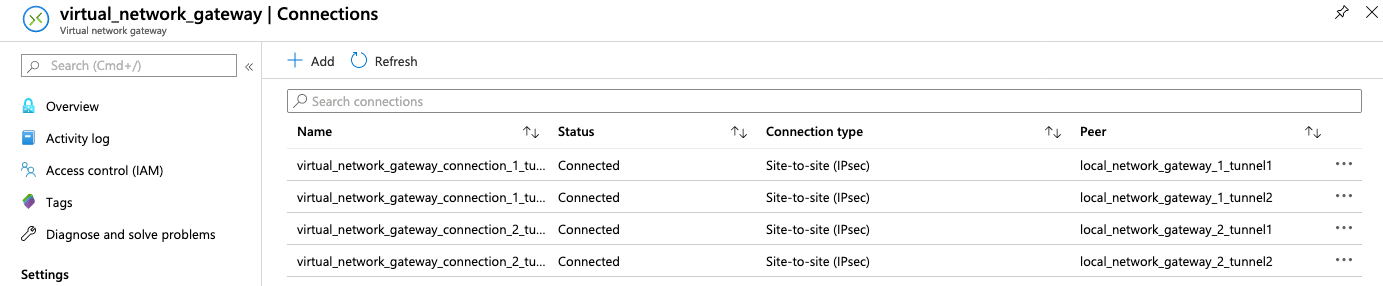 virtual_network_gateway | Connections
Virtual network gateway
Search (Cmd+/)
«
Overview
Activity log
Access control (IAM)
Tags
Diagnose and solve problems
Settings
Add
Refresh
Search connections
Name Status Connection type Peer
virtual_network_gateway_connection_1_tu... Connected Site-to-site (IPsec) local_network_gateway_1_tunnel1 ...
virtual_network_gateway_connection_1_tu... Connected Site-to-site (IPsec) local_network_gateway_1_tunnel2 ...
virtual_network_gateway_connection_2_tu... Connected Site-to-site (IPsec) local_network_gateway_2_tunnel1 ...
virtual_network_gateway_connection_2_tu... Connected Site-to-site (IPsec) local_network_gateway_2_tunnel2 ...